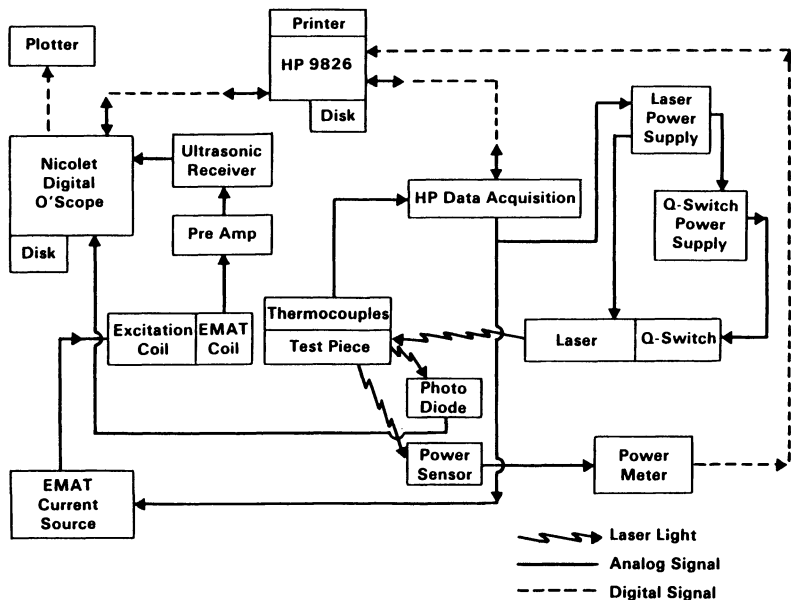 Printer
HP 9826
Disk
Plotter
Nicolet
Digital
O'Scope
Disk
Ultrasonic
Receiver
Pre Amp
Excitation
Coil
EMAT
Coil
EMAT
Current
Source
Thermocouples
Test Piece
HP Data Acquisition
Laser
Power
Supply
Q-Switch
Power
Supply
Laser
Q-Switch
Photo
Diode
Power
Sensor
Power
Meter
Laser Light
Analog Signal
Digital Signal